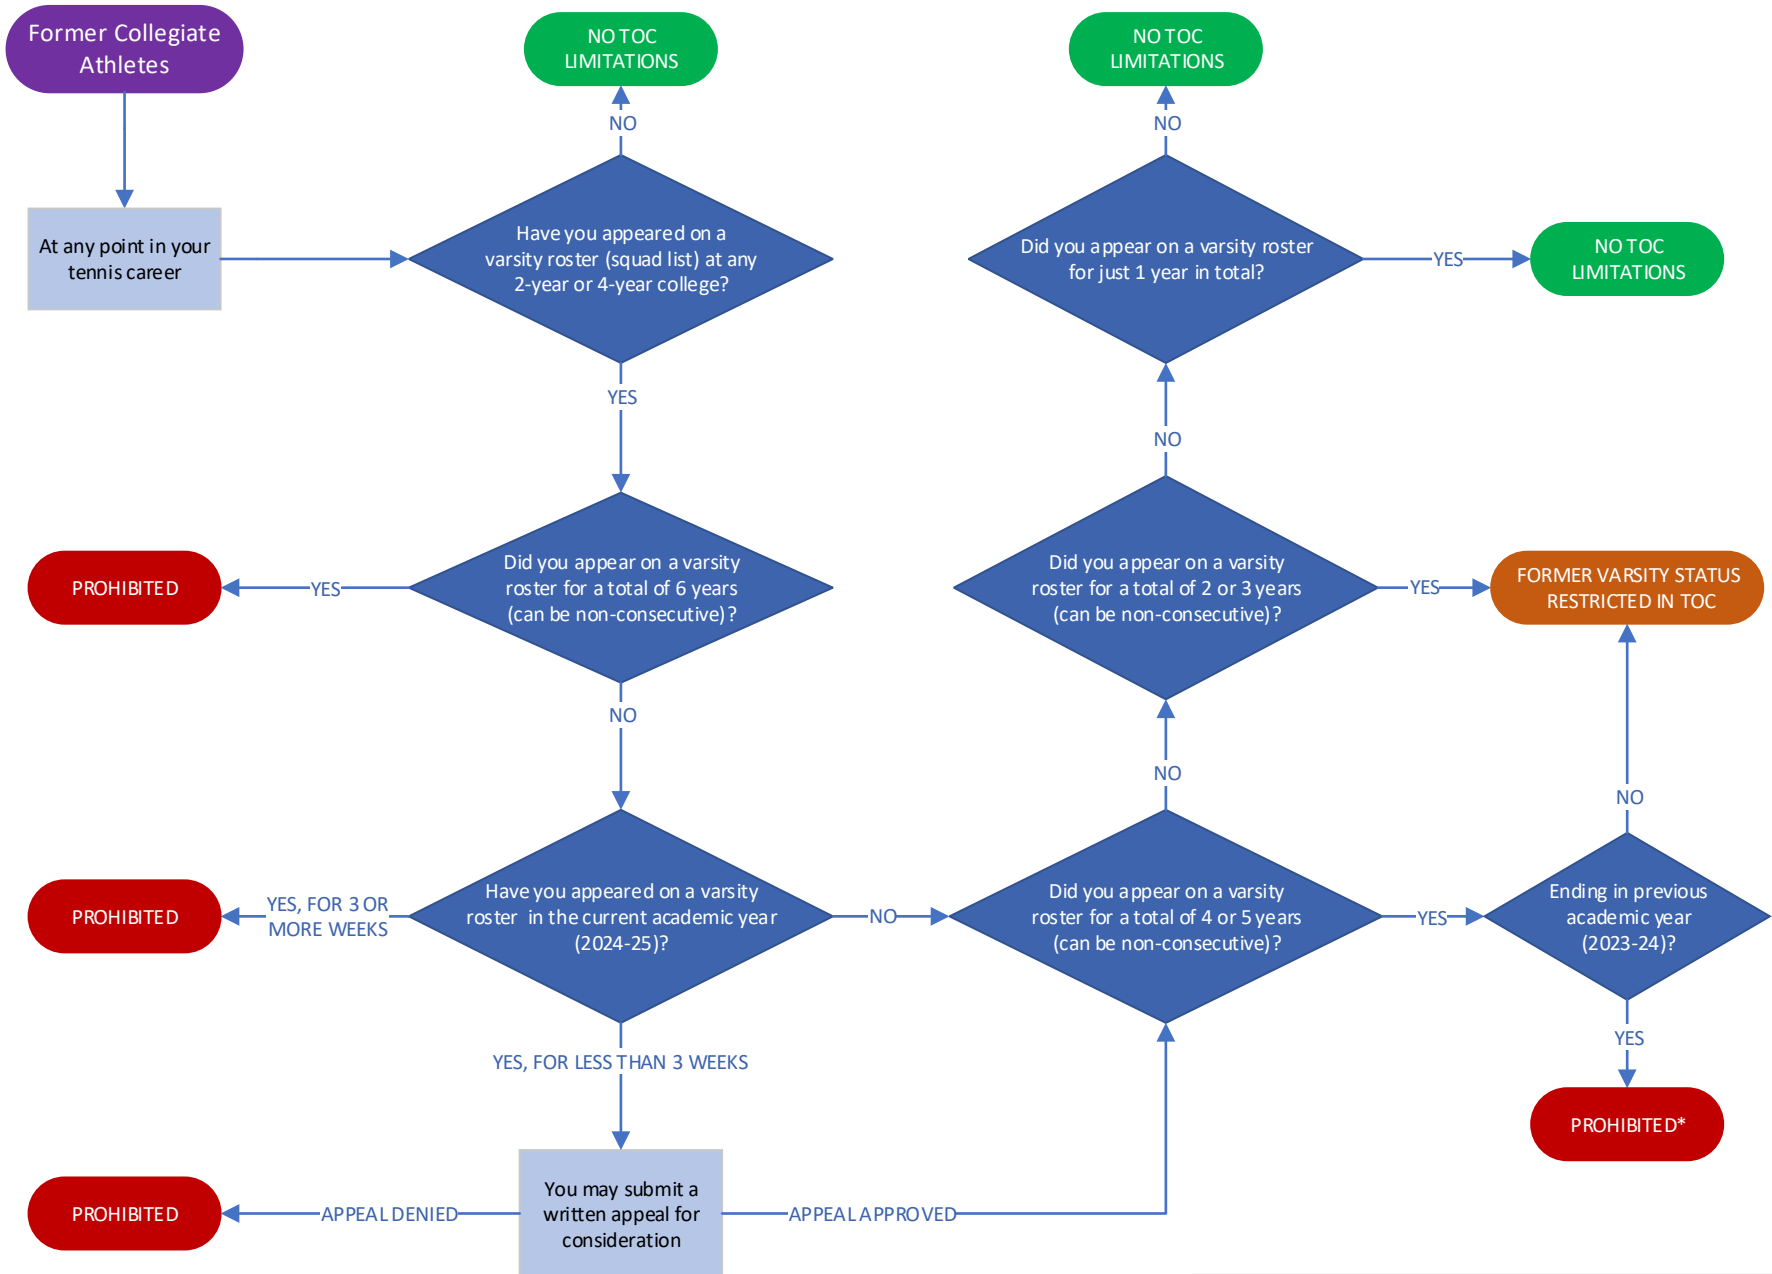 Former Collegiate
Athletes
NO TOC
LIMITATIONS
NO TOC
LIMITATIONS
NO
NO
At any point in your
tennis career
Have you appeared on a
varsity roster (squad list) at any
2-year or 4-year college?
Did you appear on a varsity roster
for just 1 year in total?
YES
NO TOC
LIMITATIONS
YES
NO
PROHIBITED
YES
Did you appear on a varsity
roster for a total of 6 years
(can be non-consecutive)?
Did you appear on a varsity
roster for a total of 2 or 3 years
(can be non-consecutive)?
YES
FORMER VARSITY STATUS
RESTRICTED IN TOC
NO
NO
NO
PROHIBITED
YES, FOR 3 OR
MORE WEEKS
Have you appeared on a varsity
roster in the current academic year
(2024-25)?
NO
Did you appear on a varsity
roster for a total of 4 or 5 years
(can be non-consecutive)?
YES
Ending in previous
academic year
(2023-24)?
YES, FOR LESS THAN 3 WEEKS
YES
PROHIBITED*
PROHIBITED
APPEAL DENIED
You may submit a
written appeal for
consideration
APPEAL APPROVED